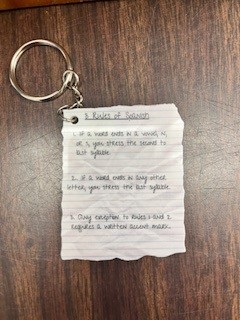 3 Rules of Spanish
1. If a word ends in a vowel, n,
or s, you stress the second to
last syllable.
2. If a word ends in any other
letter, you stress the last syllable.
3. Any exception to rules 1 and 2
requires a written accent mark.